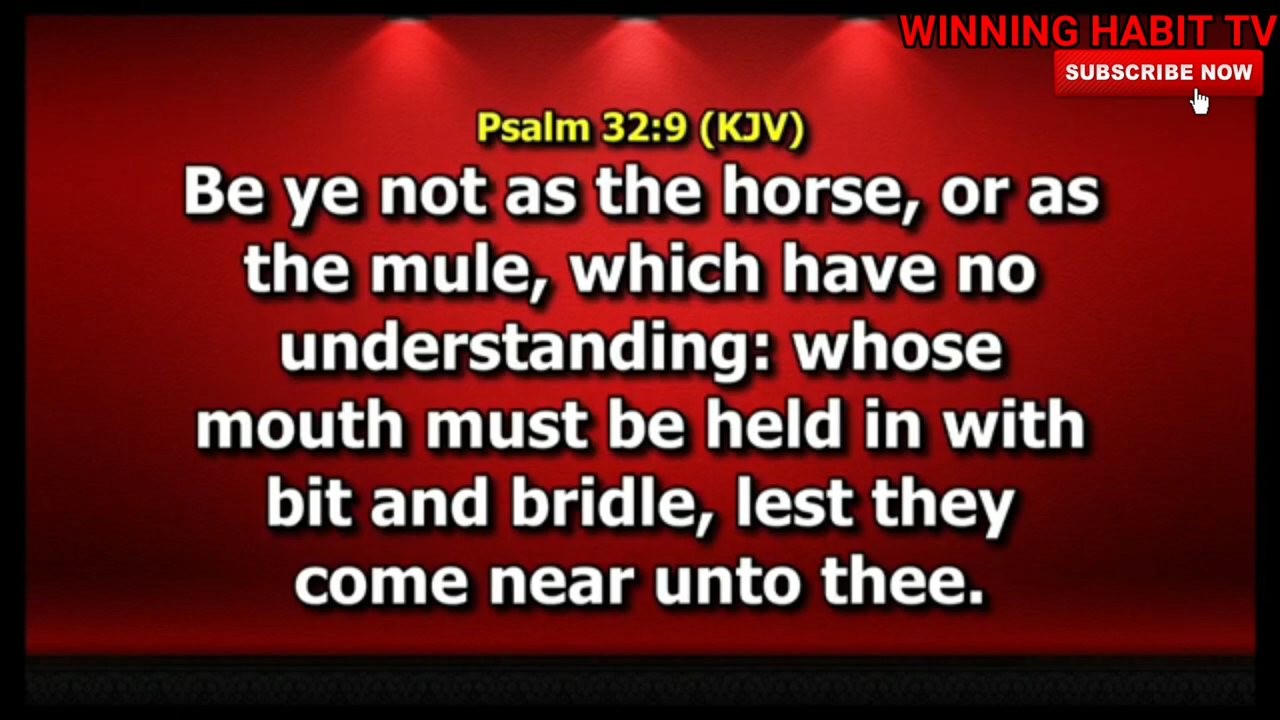 WINNING HABIT TV
SUBSCRIBE NOW
Psalm 32:9 (KJV)
Be ye not as the horse, or as
the mule, which have no
understanding: whose
mouth must be held in with
bit and bridle, lest they
come near unto thee.